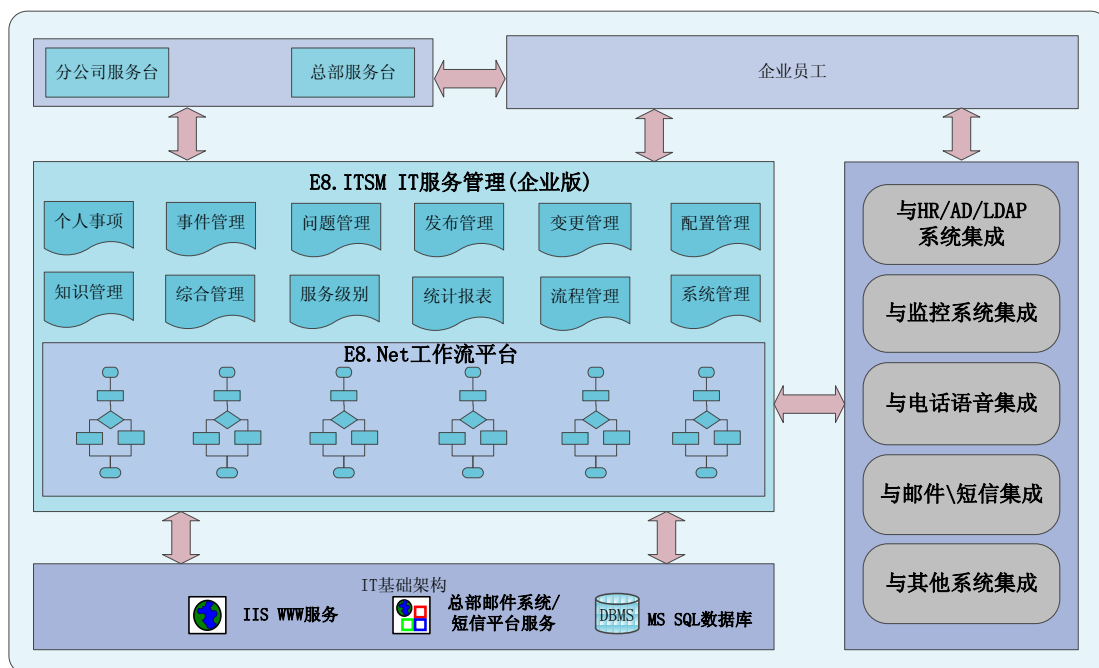 分公司服务台
总部服务台
企业员工
E8.ITSM IT服务管理(企业版)
个人事项
事件管理
问题管理
发布管理
变更管理
配置管理
知识管理
综合管理
服务级别
统计报表
流程管理
系统管理
E8.Net工作流平台
与HR/AD/LDAP
系统集成
与监控系统集成
与电话语音集成
与邮件\短信集成
与其他系统集成
IT基础架构
IIS WWW服务
总部邮件系统/
短信平台服务
DBMS
MS SQL数据库